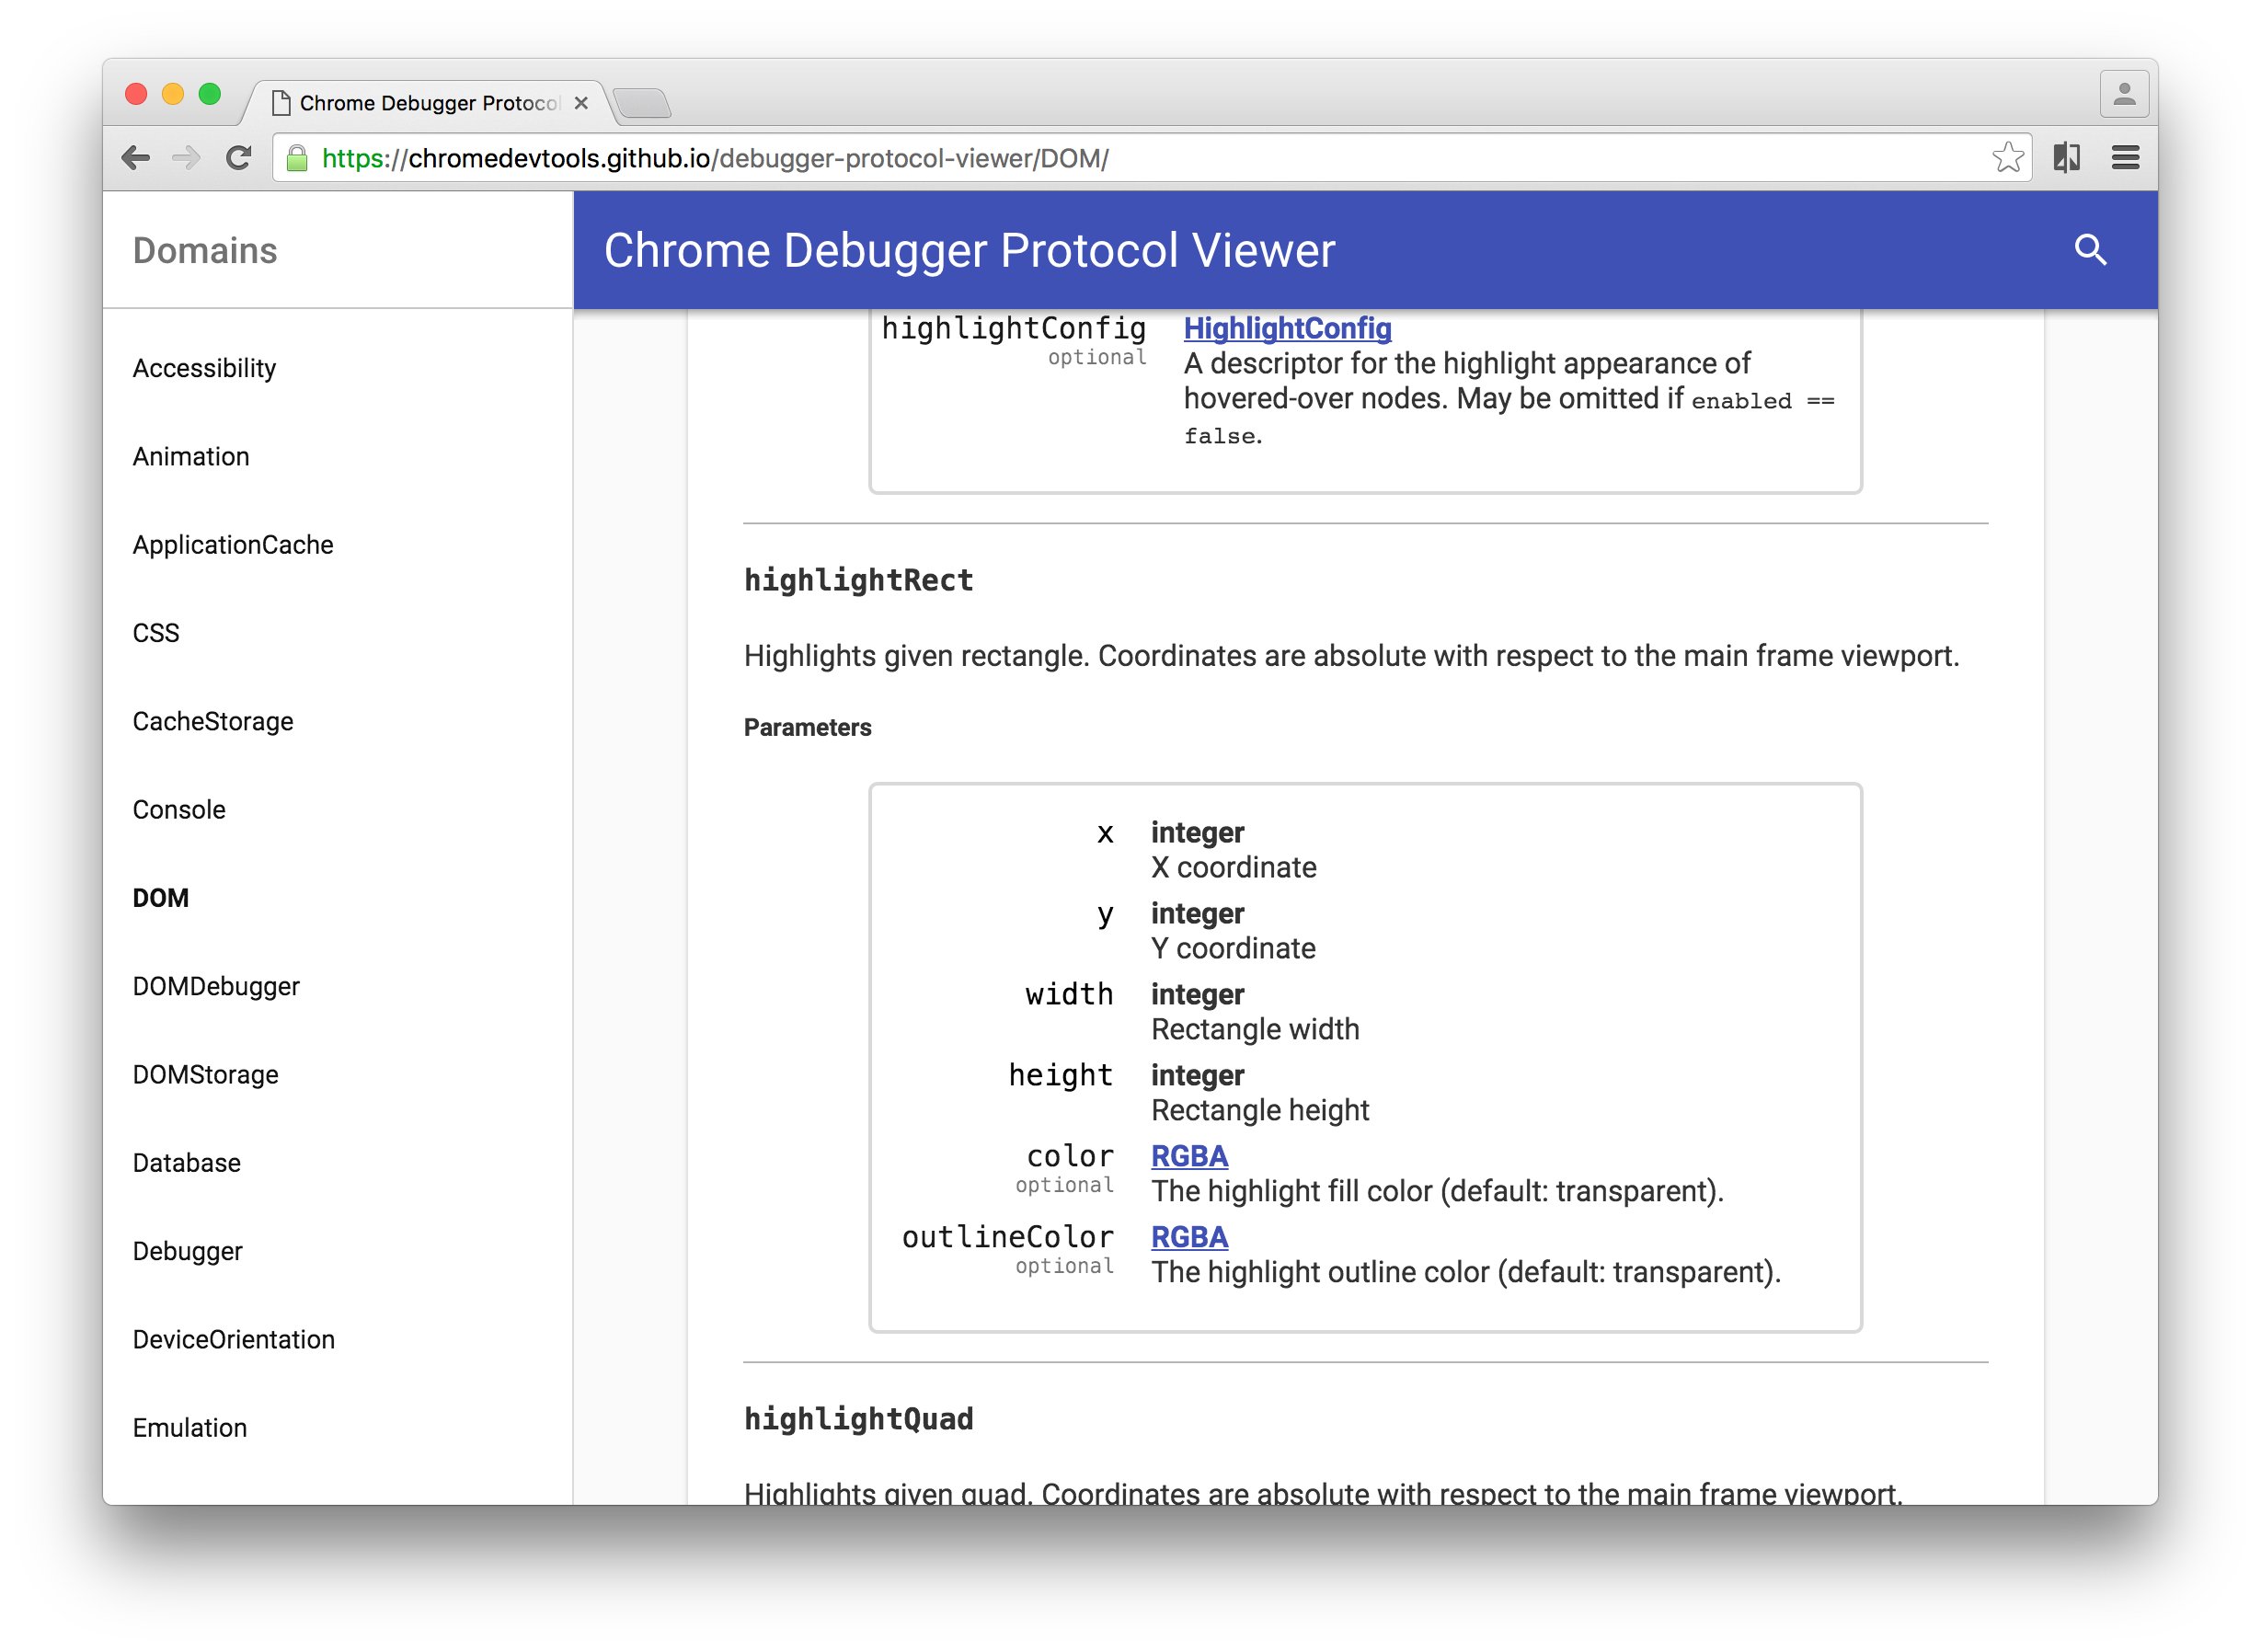 Chrome Debugger Protocol
https://chromedevtools.github.io/debugger-protocol-viewer/DOM/
Domains
Chrome Debugger Protocol Viewer
Accessibility
Animation
ApplicationCache
CSS
CacheStorage
Console
DOM
DOMDebugger
DOMStorage
Database
Debugger
DeviceOrientation
Emulation
highlightConfig
optional
HighlightConfig
A descriptor for the highlight appearance of
hovered-over nodes. May be omitted if enabled ==
false.
highlightRect
Highlights given rectangle. Coordinates are absolute with respect to the main frame viewport.
Parameters
x integer
X coordinate
y integer
Y coordinate
width integer
Rectangle width
height integer
Rectangle height
color RGBA
optional The highlight fill color (default: transparent).
outlineColor RGBA
optional The highlight outline color (default: transparent).
highlightQuad
Highlights given quad. Coordinates are absolute with respect to the main frame viewport.